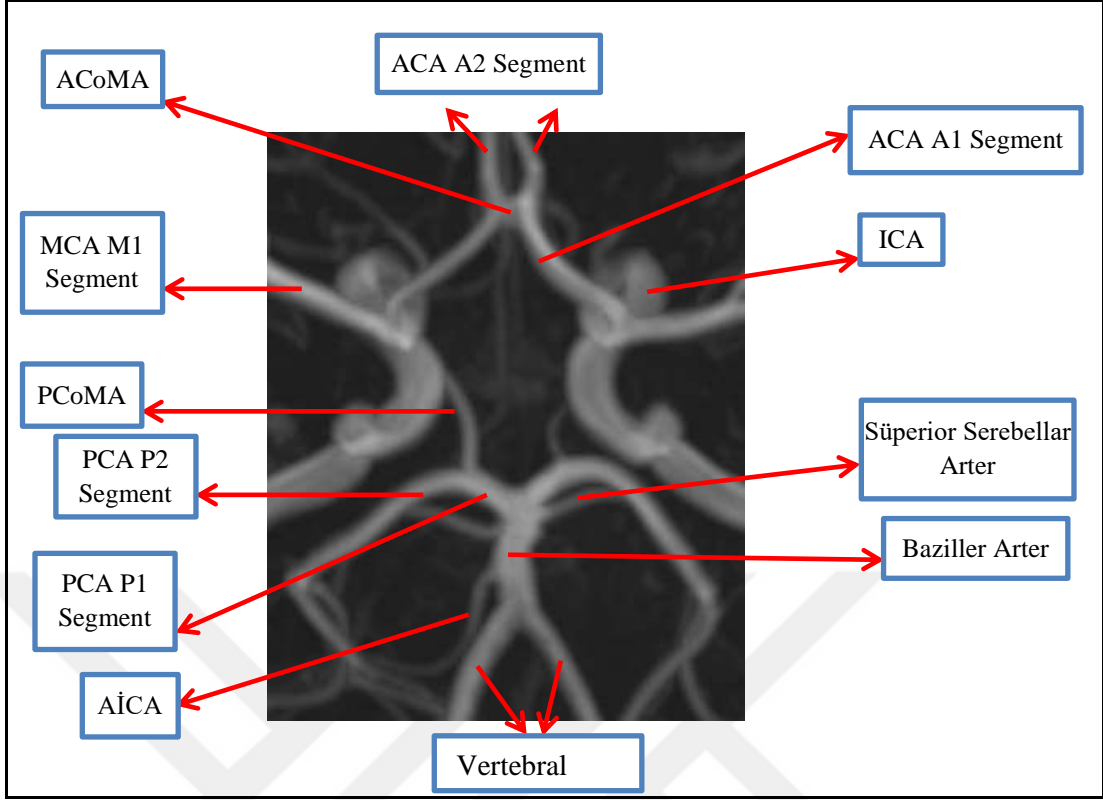 ACoMA
ACA A2 Segment
ACA A1 Segment
MCA M1
Segment
ICA
PCoMA
PCA P2
Segment
Süperior Serebellar
Arter
Baziller Arter
PCA P1
Segment
AİCA
Vertebral